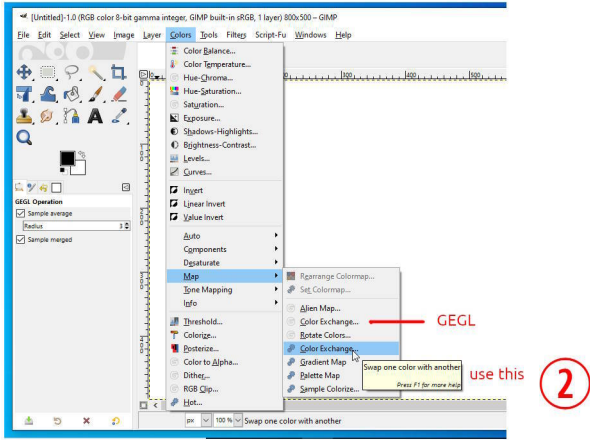 [Untitled]-1.0 (RGB color 8-bit gamma integer, GIMP built-in sRGB, 1 layer) 800x500 – GIMP
File Edit Select View Image Layer Colors Tools Filters Script-Fu Windows Help
Color Balance...
Color Temperature...
Hue-Chroma...
Hue-Saturation...
Saturation...
Exposure...
Shadows-Highlights...
Brightness-Contrast...
Levels...
Curves...
Invert
Linear Invert
Value Invert
Auto
Components
Desaturate
Map
Tone Mapping
Info
Threshold...
Colorize...
Posterize...
Color to Alpha...
Dither...
RGB Clip...
Hot...
GEGL Operation
Sample average
Radius 3
Sample merged
300 400 500
Rearrange Colormap...
Set Colormap...
Alien Map...
Color Exchange...
Rotate Colors...
Color Exchange...
Gradient Map
Palette Map
Sample Colorize...
GEGL
Swap one color with another
Press F1 for more help
use this
2
px 100 % Swap one color with another